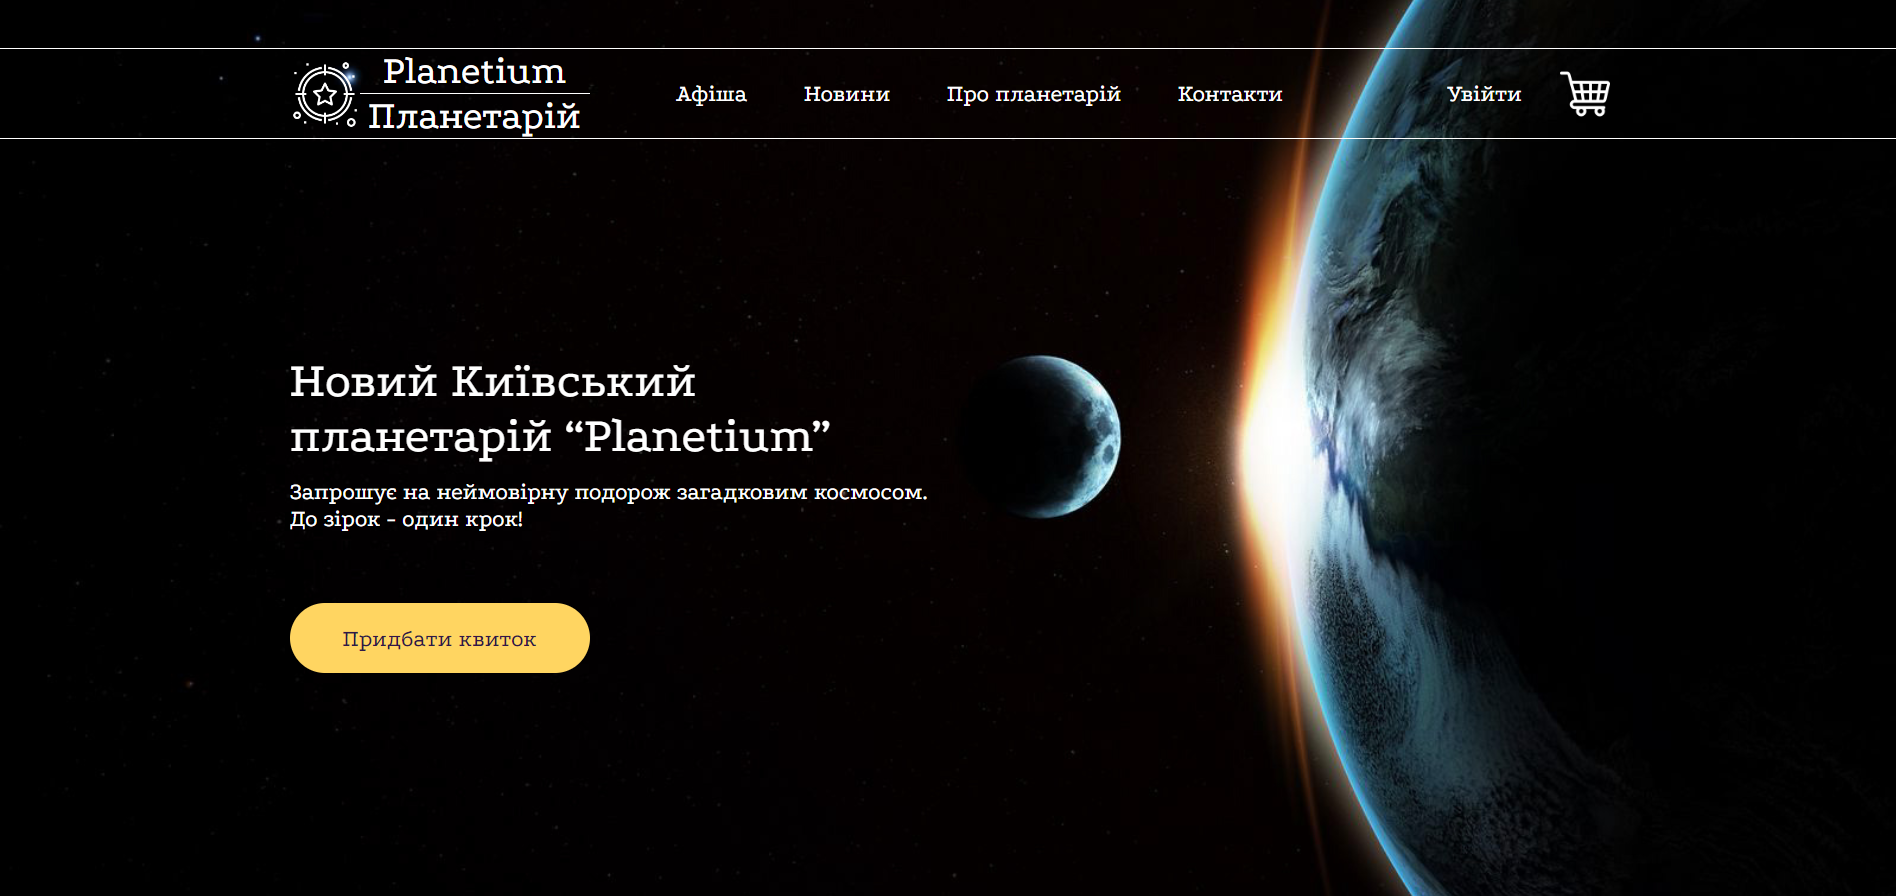 Planetium
Планетарій
Афіша
Новини
Про планетарій
Контакти
Увійти
Новий Київський
планетарій “Planetium”
Запрошує на неймовірну подорож загадковим космосом.
До зірок - один крок!
Придбати квиток